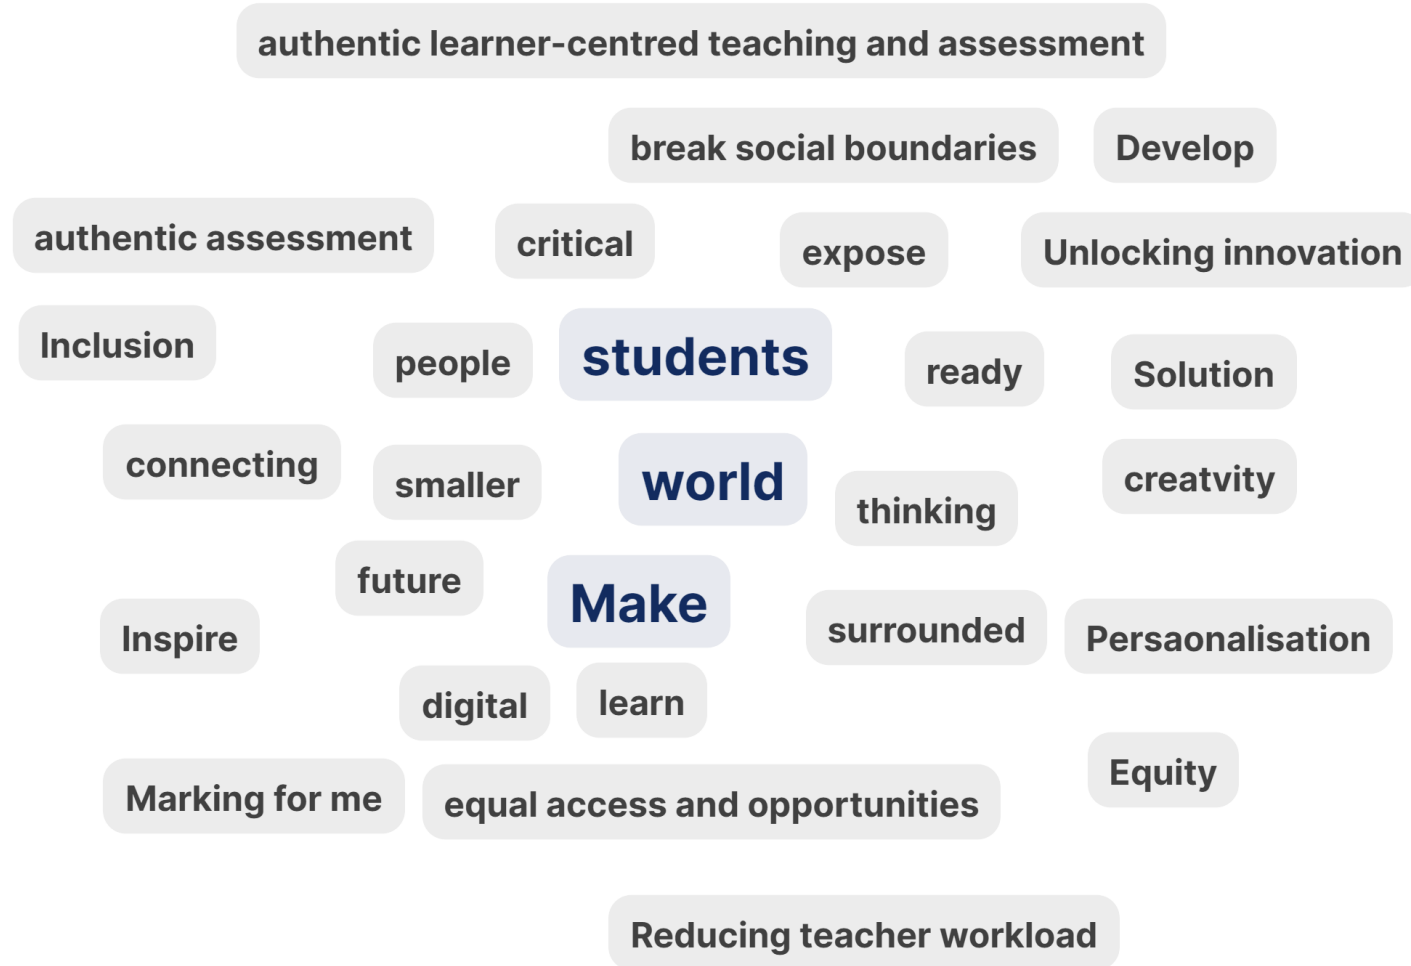 authentic learner-centred teaching and assessment
break social boundaries
Develop
authentic assessment
critical
expose
Unlocking innovation
Inclusion
people
students
ready
Solution
connecting
smaller
world
thinking
creatvity
future
Make
Inspire
surrounded
Persaonalisation
digital
learn
Marking for me
equal access and opportunities
Equity
Reducing teacher workload